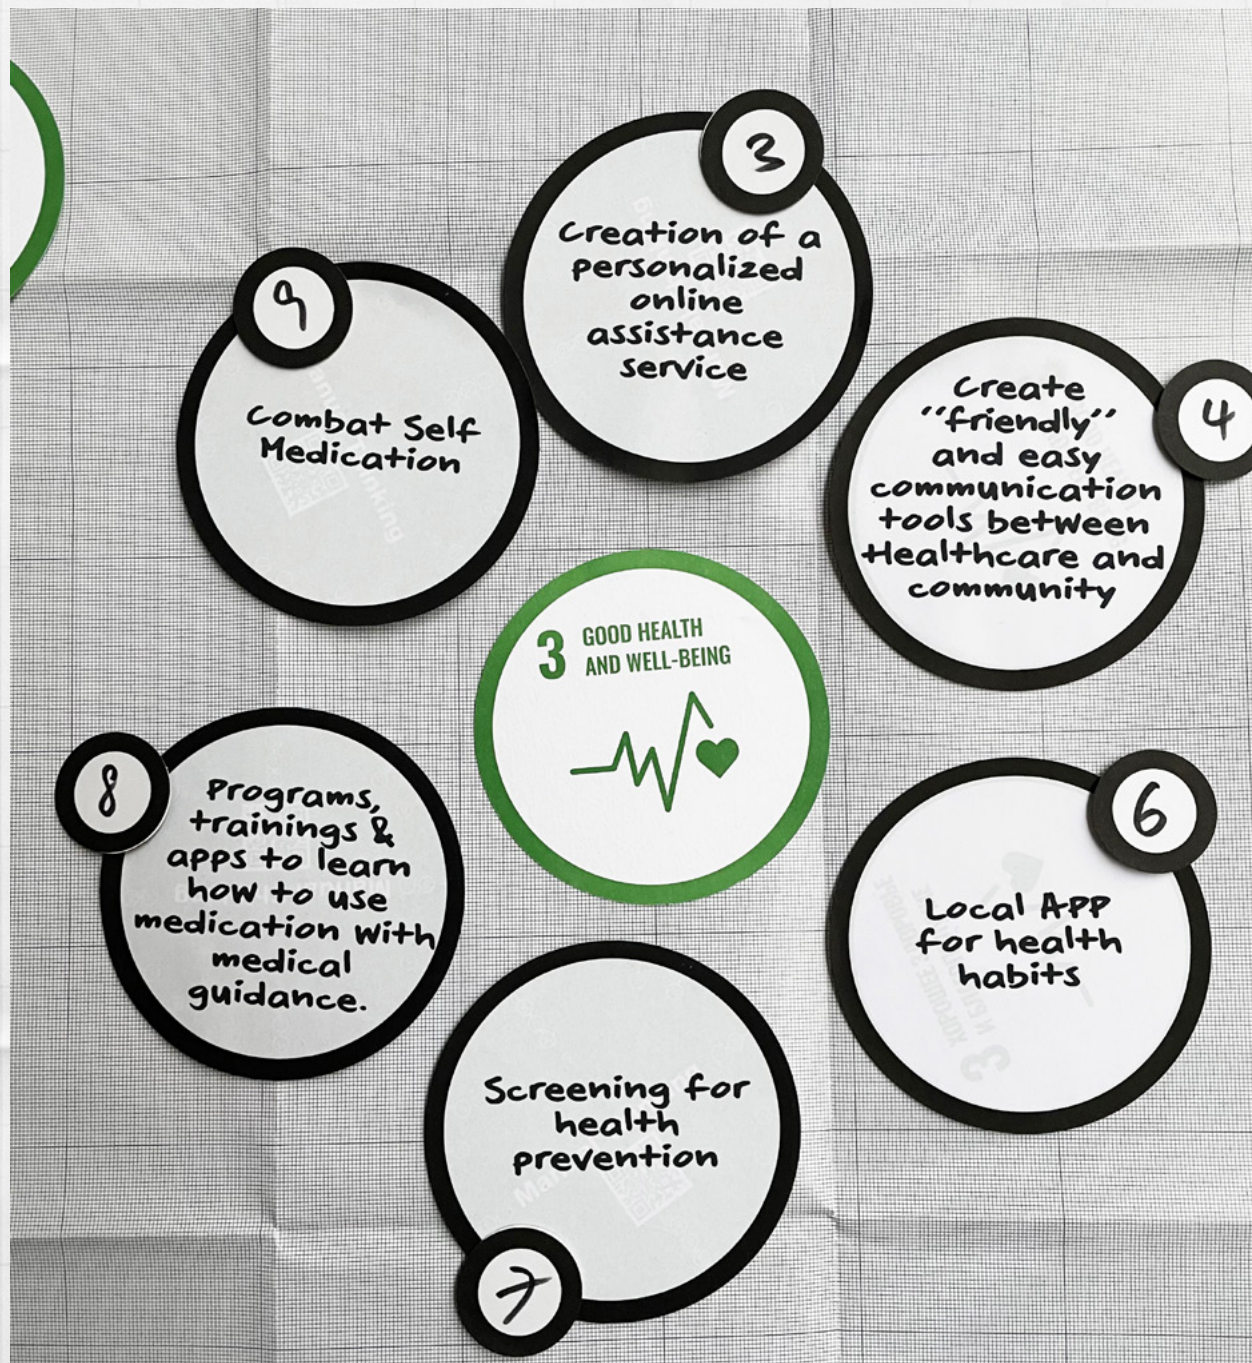 3
Creation of a
personalized
online
assistance
service
9
Combat Self
Medication
4
Create
“friendly”
and easy
communication
tools between
Healthcare and
community
3 GOOD HEALTH
AND WELL-BEING
8
Programs,
trainings &
apps to learn
how to use
medication with
medical
guidance.
6
Local APP
for health
habits
Screening for
health
prevention
7